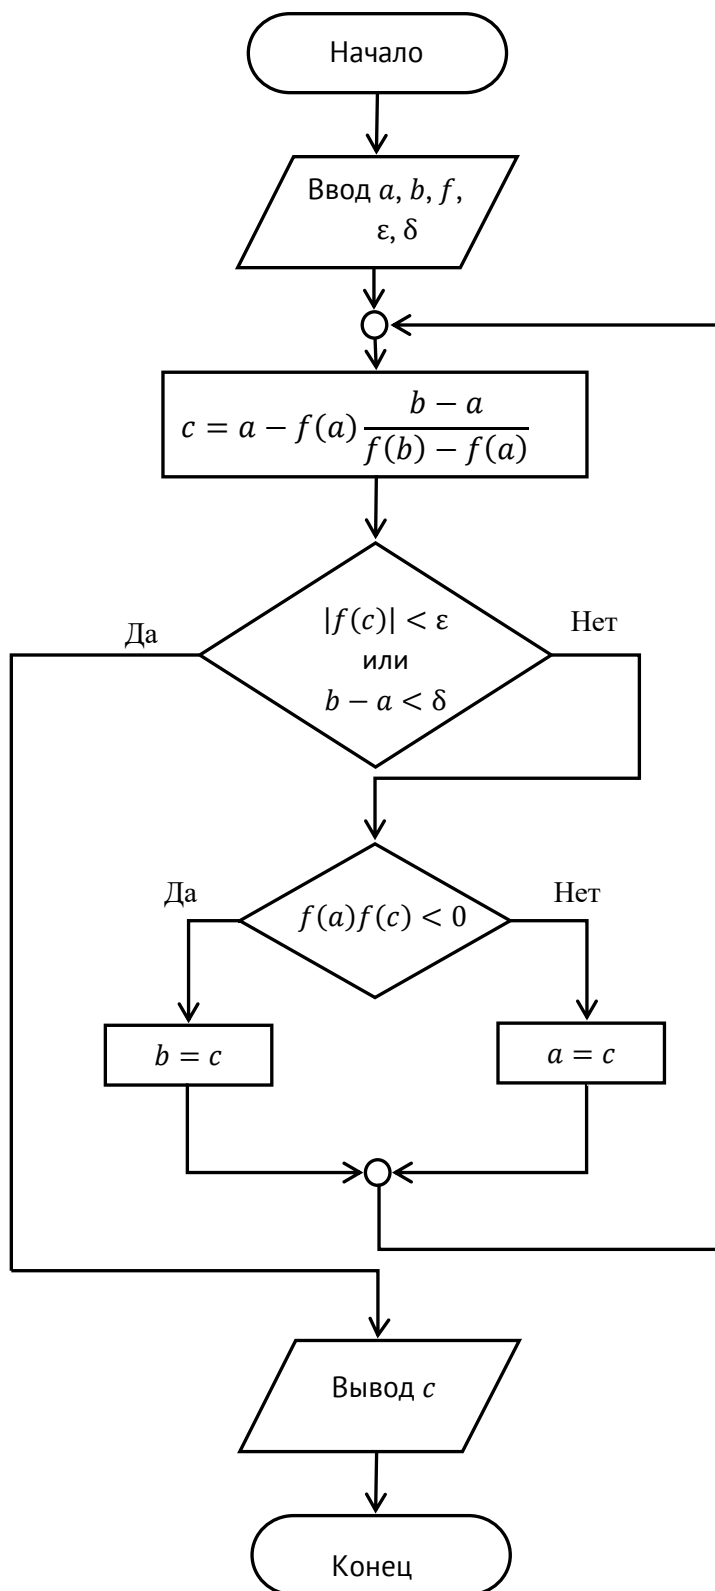 Начало
Ввод a, b, f,
ε, δ
c = a − f(a) (b − a)/(f(b) − f(a))
|f(c)| < ε
или
b − a < δ
Да
Нет
f(a)f(c) < 0
Да
Нет
b = c
a = c
Вывод c
Конец